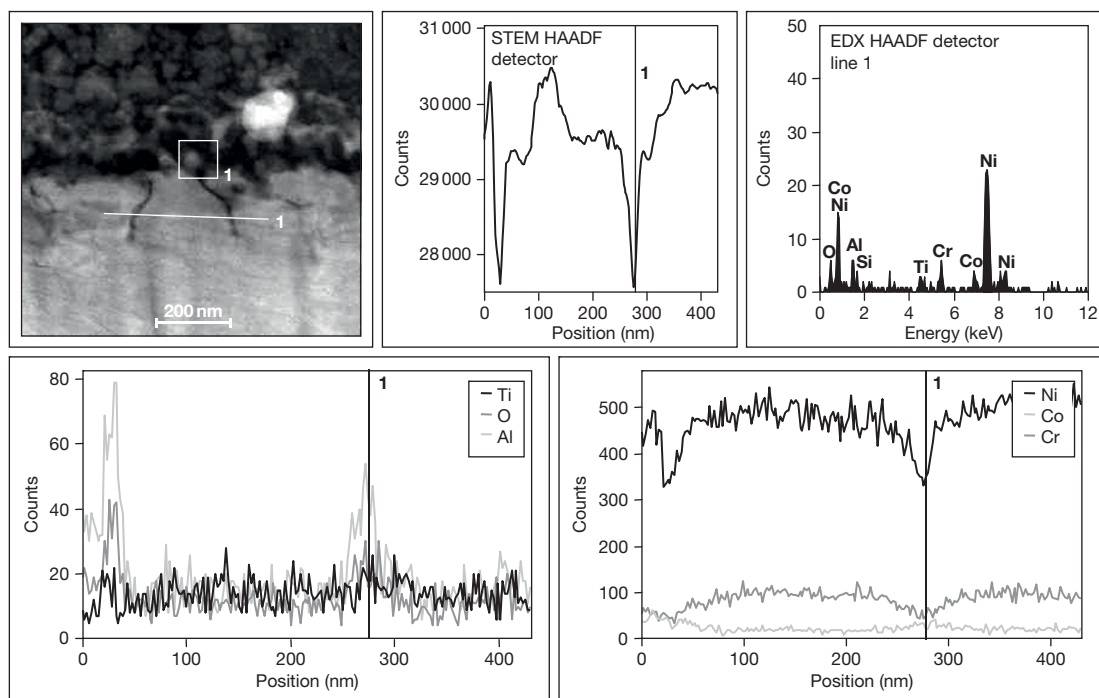 1
1
200 nm
STEM HAADF
detector
1
31 000
30 000
29 000
28 000
Counts
0
100
200
300
400
Position (nm)
EDX HAADF detector
line 1
50
40
30
20
10
0
Counts
Co
Ni
O
Al
Si
Ti
Cr
Co
Ni
Ni
0
2
4
6
8
10
12
Energy (keV)
80
60
40
20
0
Counts
1
Ti
O
Al
0
100
200
300
400
Position (nm)
500
400
300
200
100
0
Counts
1
Ni
Co
Cr
0
100
200
300
400
Position (nm)